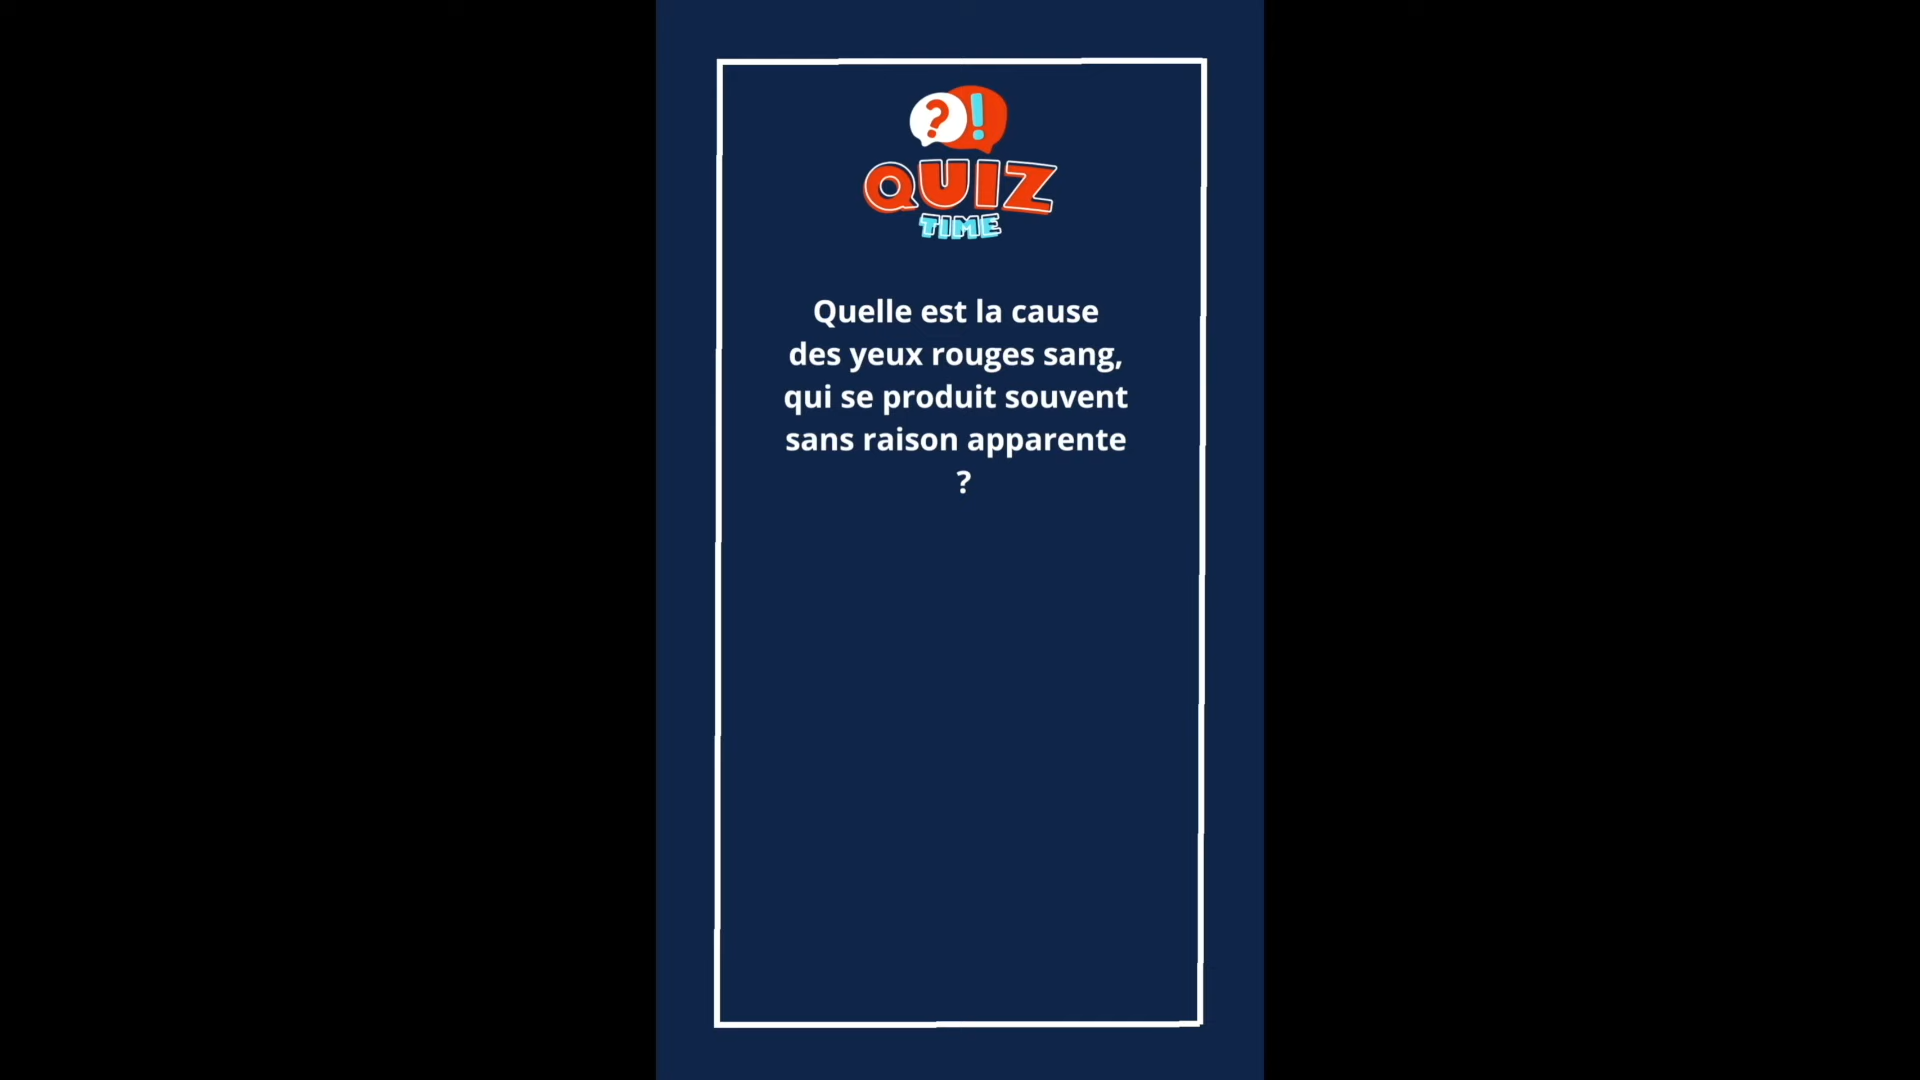 ? !
QUIZ
TIME
Quelle est la cause
des yeux rouges sang,
qui se produit souvent
sans raison apparente
?